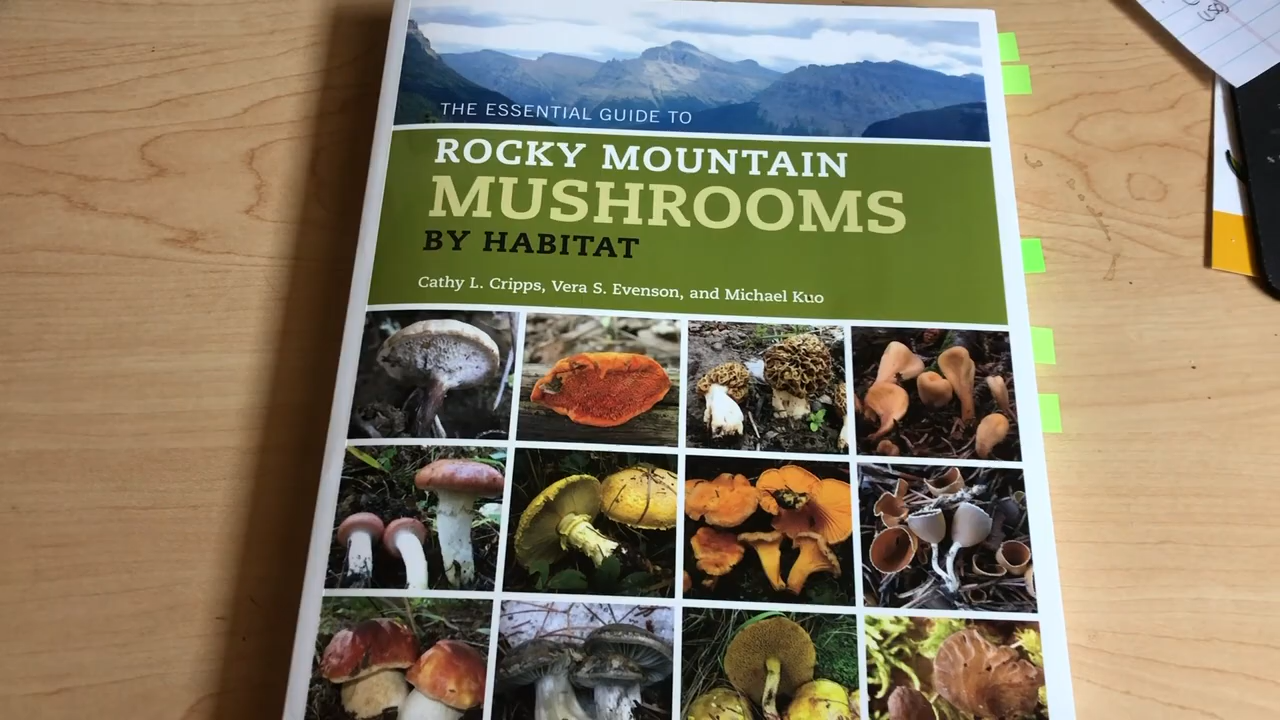 THE ESSENTIAL GUIDE TO
ROCKY MOUNTAIN
MUSHROOMS
BY HABITAT
Cathy L. Cripps, Vera S. Evenson, and Michael Kuo